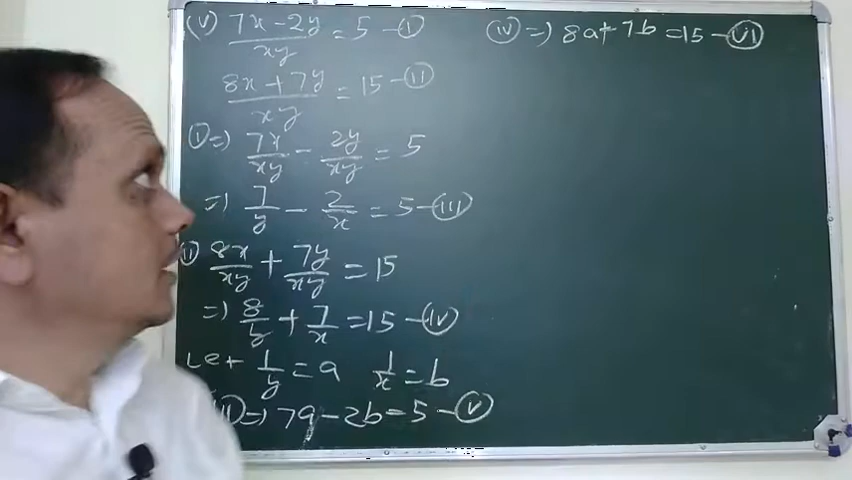 (V) 7x - 2y / xy = 5 - (I)
8x + 7y / xy = 15 - (II)
(I) => 7x/xy - 2y/xy = 5
=> 7/y - 2/x = 5 - (III)
(II) 8x/xy + 7y/xy = 15
=> 8/y + 7/x = 15 - (IV)
Let 1/y = a 1/x = b
(III) => 7a - 2b = 5 - (V)
(IV) => 8a + 7b = 15 - (VI)